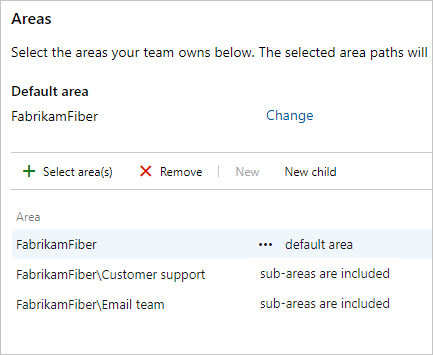 Areas
Select the areas your team owns below. The selected area paths will
Default area
FabrikamFiber Change
Select area(s) Remove New New child
Area
FabrikamFiber ••• default area
FabrikamFiber\Customer support sub-areas are included
FabrikamFiber\Email team sub-areas are included